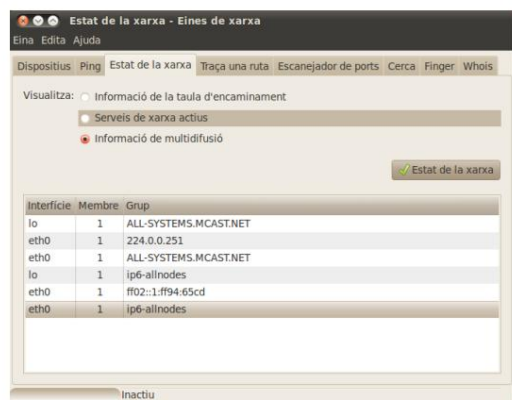 Estat de la xarxa - Eines de xarxa
Eina Edita Ajuda
Dispositius Ping Estat de la xarxa Traça una ruta Escanejador de ports Cerca Finger Whois
Visualitza: Informació de la taula d'encaminament
Serveis de xarxa actius
Informació de multidifusió
Estat de la xarxa
Interfície Membre Grup
lo 1 ALL-SYSTEMS.MCAST.NET
eth0 1 224.0.0.251
eth0 1 ALL-SYSTEMS.MCAST.NET
lo 1 ip6-allnodes
eth0 1 ff02::1:ff94:65cd
eth0 1 ip6-allnodes
Inactiu